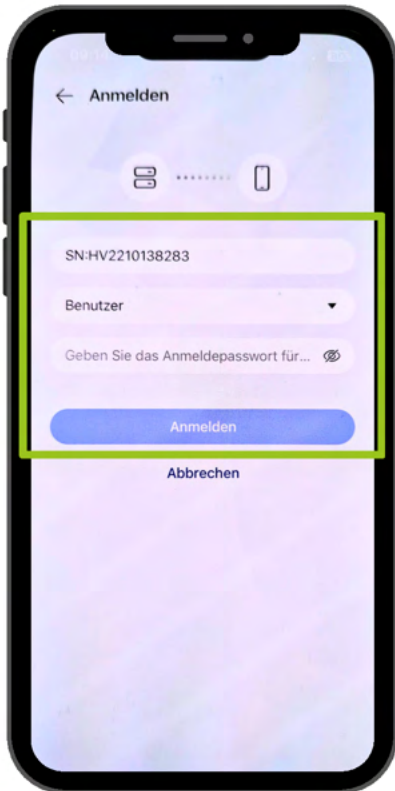 Anmelden
SN:HV2210138283
Benutzer
Geben Sie das Anmeldepasswort für...
Anmelden
Abbrechen